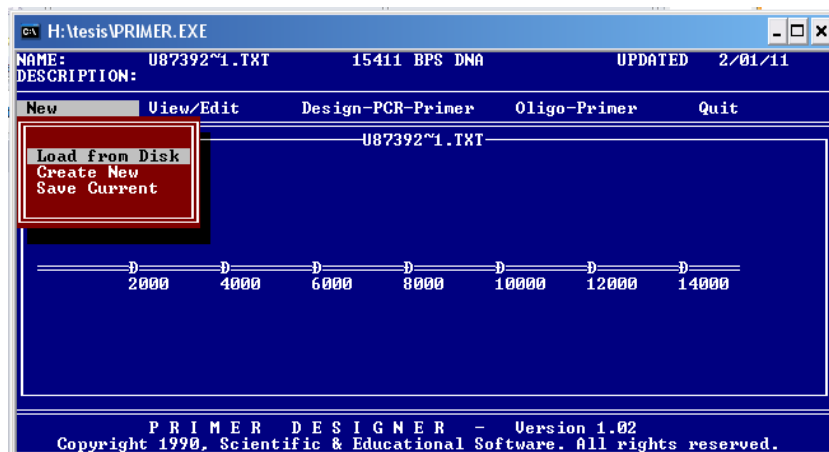 H:\tesis\PRIMER.EXE
NAME: U87392~1.TXT 15411 BPS DNA UPDATED 2/01/11
DESCRIPTION:
New View/Edit Design-PCR-Primer Oligo-Primer Quit
U87392~1.TXT
Load from Disk
Create New
Save Current
D D D D D D D
2000 4000 6000 8000 10000 12000 14000
P R I M E R D E S I G N E R - Version 1.02
Copyright 1990, Scientific & Educational Software. All rights reserved.